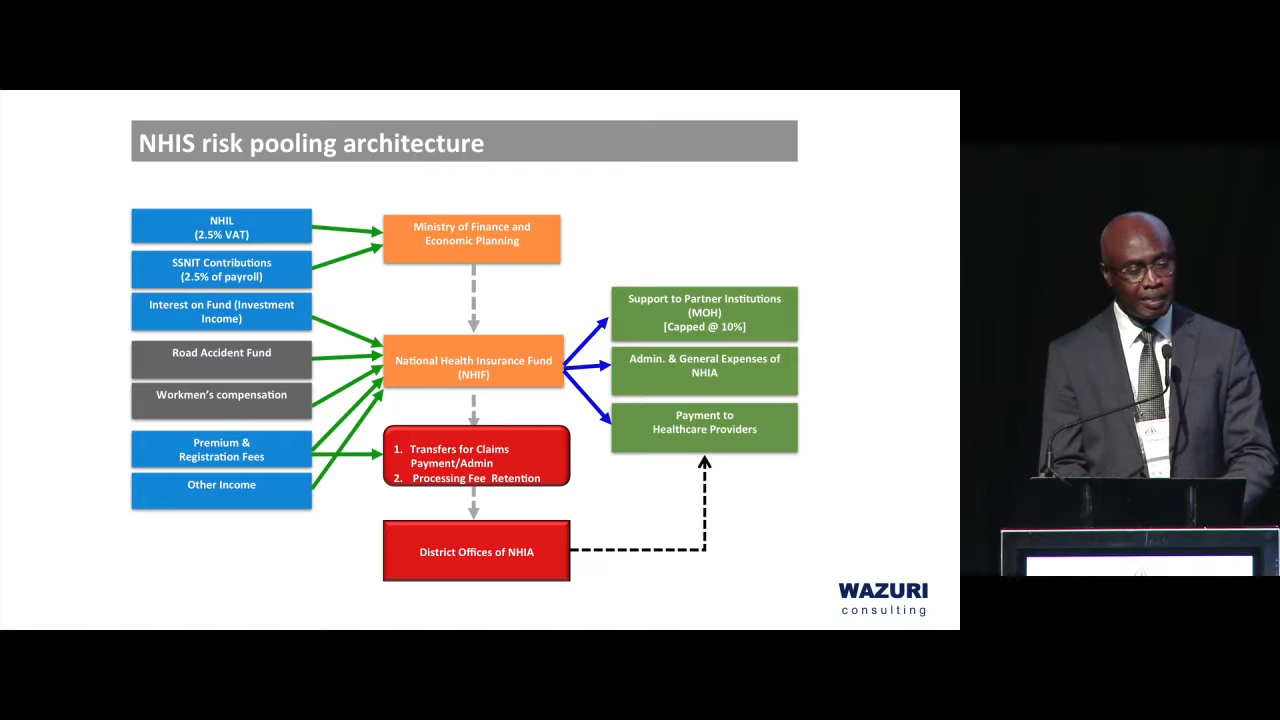 NHIS risk pooling architecture
NHIL
(2.5% VAT)
SSNIT Contributions
(2.5% of payroll)
Interest on Fund (Investment
Income)
Road Accident Fund
Workmen's compensation
Premium &
Registration Fees
Other Income
Ministry of Finance and
Economic Planning
National Health Insurance Fund
(NHIF)
1. Transfers for Claims
Payment/Admin
2. Processing Fee Retention
District Offices of NHIA
Support to Partner Institutions
(MOH)
[Capped @ 10%]
Admin. & General Expenses of
NHIA
Payment to
Healthcare Providers
WAZURI
consulting